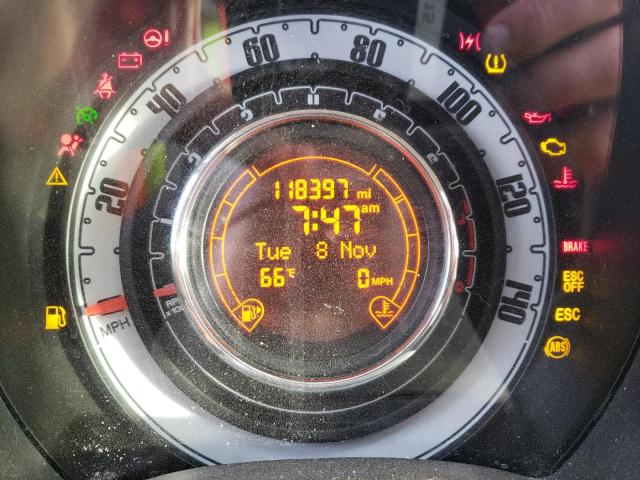 60
80
40
100
20
120
118397 mi
7:47 am
Tue 8 Nov
66°F 0 MPH
BRAKE
ESC
OFF
MPH
140
ESC
ABS